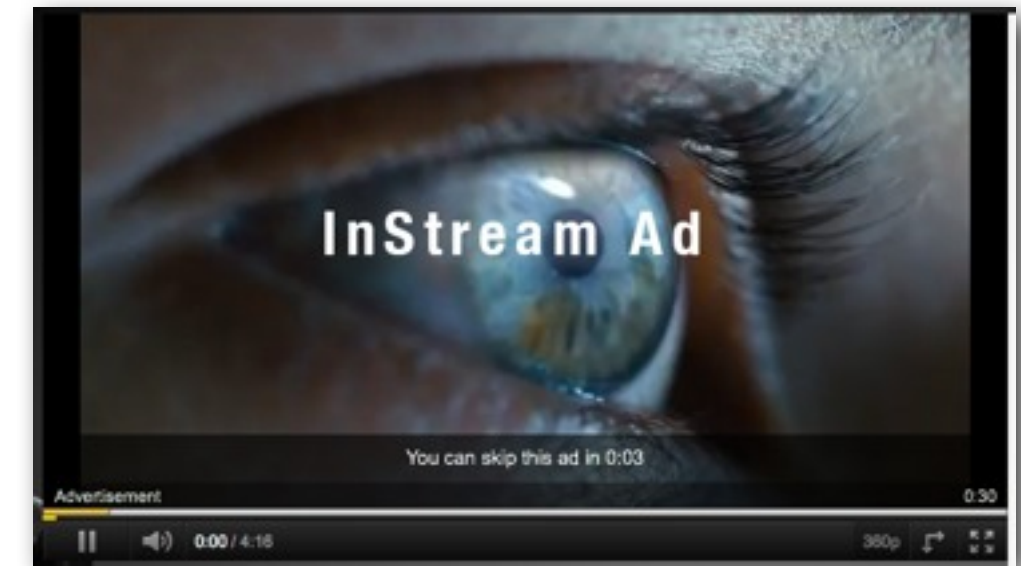 InStream Ad
You can skip this ad in 0:03
Advertisement 0:30
0:00 / 4:16 360p